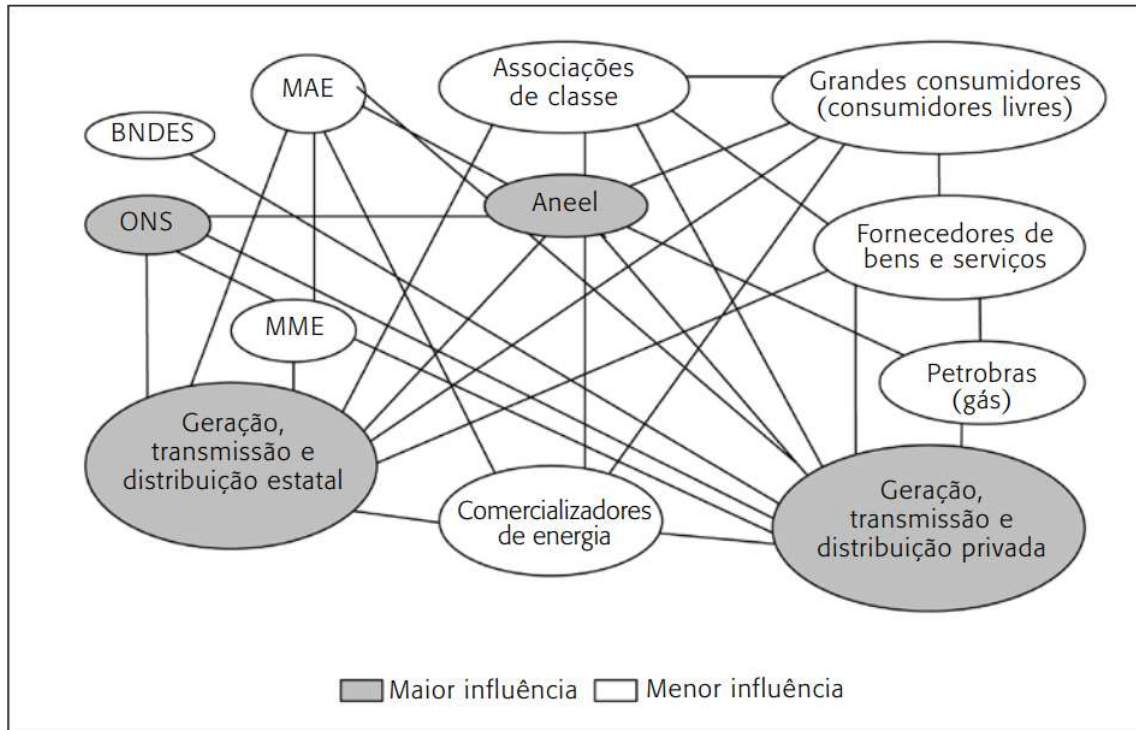 MAE
Associações
de classe
Grandes consumidores
(consumidores livres)
BNDES
ONS
Aneel
Fornecedores de
bens e serviços
MME
Petrobras
(gás)
Geração,
transmissão e
distribuição estatal
Comercializadores
de energia
Geração,
transmissão e
distribuição privada
Maior influência
Menor influência